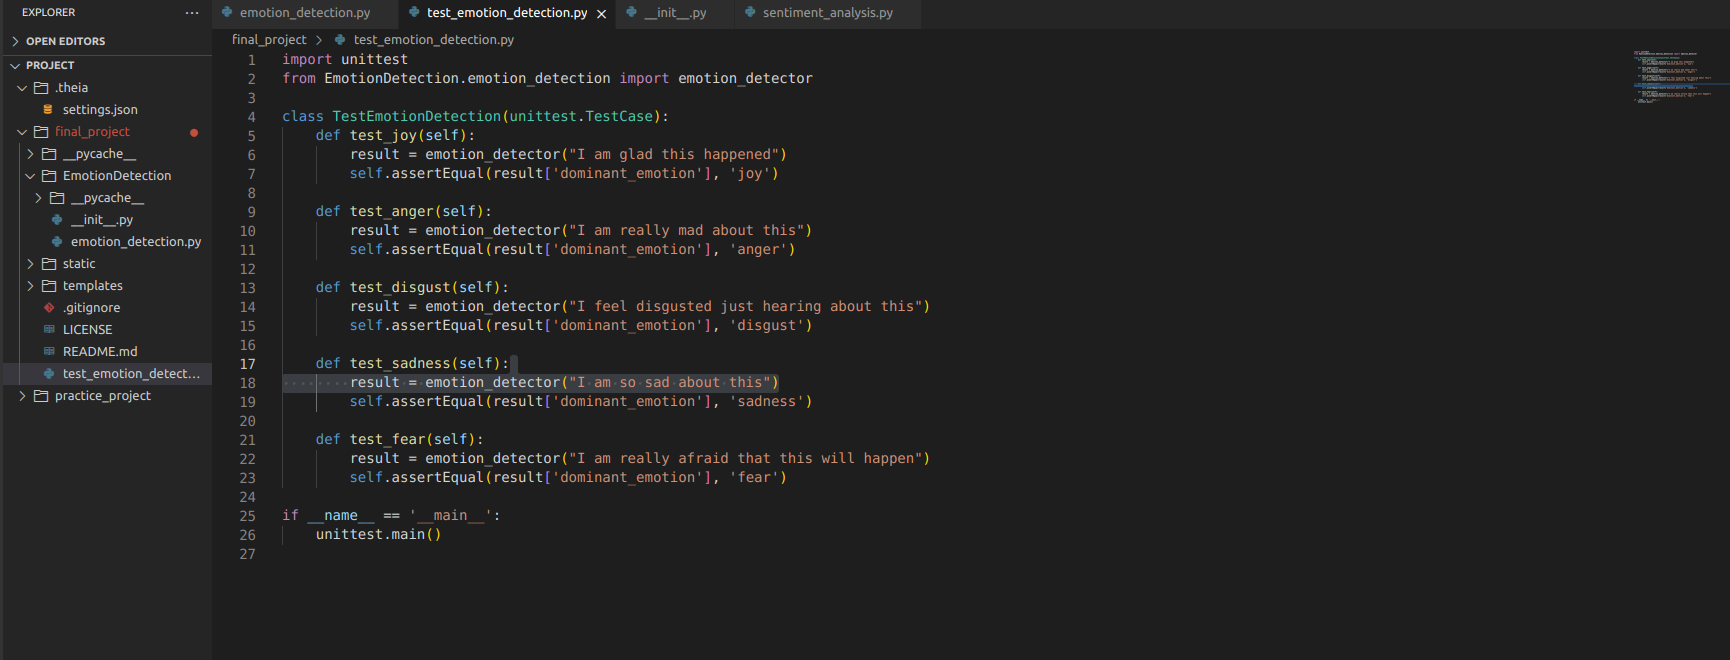 EXPLORER
OPEN EDITORS
PROJECT
.theia
settings.json
final_project
__pycache__
EmotionDetection
__pycache__
__init__.py
emotion_detection.py
static
templates
.gitignore
LICENSE
README.md
test_emotion_detect...
practice_project
emotion_detection.py test_emotion_detection.py __init__.py sentiment_analysis.py
final_project > test_emotion_detection.py
1 import unittest
2 from EmotionDetection.emotion_detection import emotion_detector
3
4 class TestEmotionDetection(unittest.TestCase):
5     def test_joy(self):
6         result = emotion_detector("I am glad this happened")
7         self.assertEqual(result['dominant_emotion'], 'joy')
8
9     def test_anger(self):
10         result = emotion_detector("I am really mad about this")
11         self.assertEqual(result['dominant_emotion'], 'anger')
12
13     def test_disgust(self):
14         result = emotion_detector("I feel disgusted just hearing about this")
15         self.assertEqual(result['dominant_emotion'], 'disgust')
16
17     def test_sadness(self):
18         result = emotion_detector("I am so sad about this")
19         self.assertEqual(result['dominant_emotion'], 'sadness')
20
21     def test_fear(self):
22         result = emotion_detector("I am really afraid that this will happen")
23         self.assertEqual(result['dominant_emotion'], 'fear')
24
25 if __name__ == '__main__':
26     unittest.main()
27